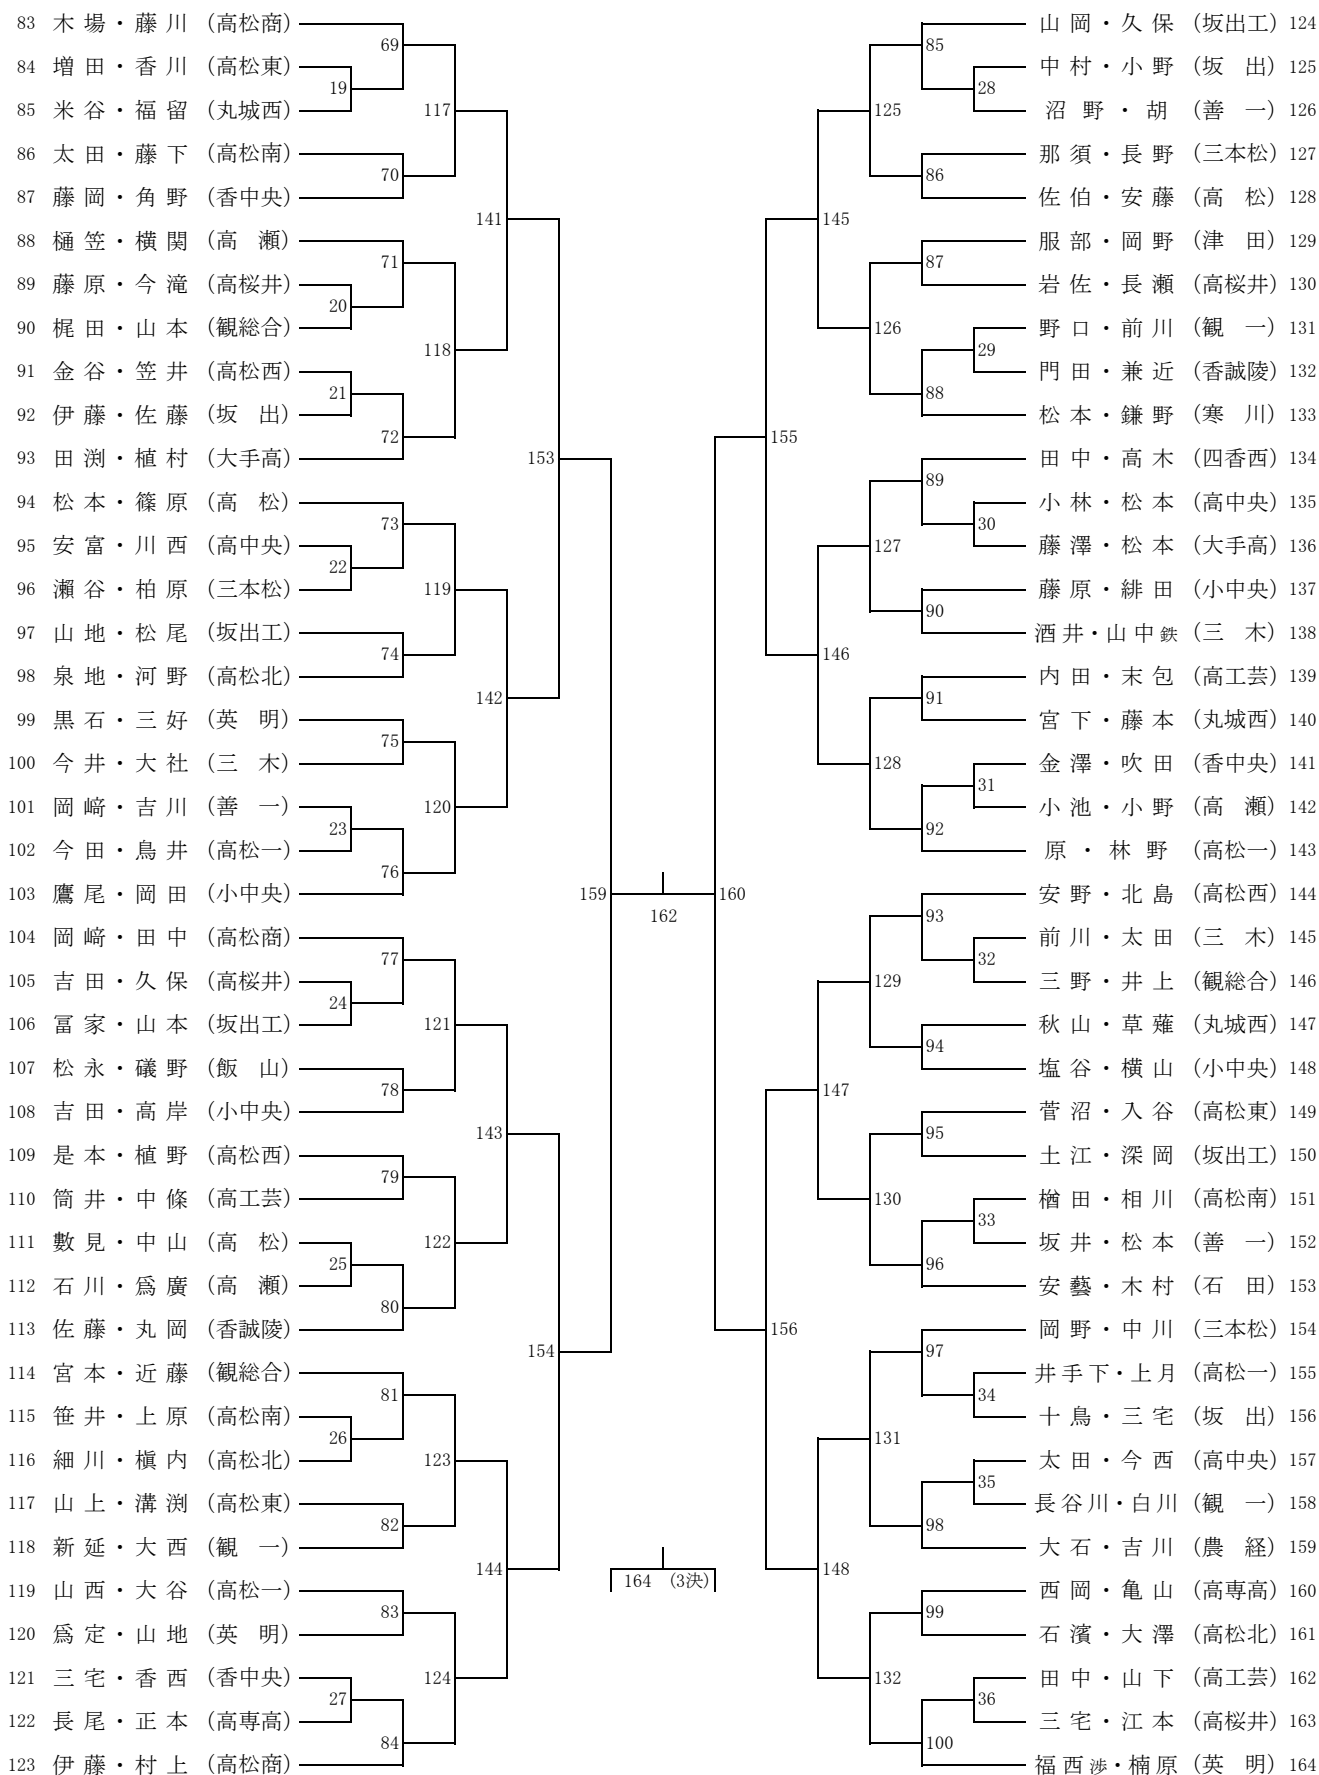 83 木場・藤川 (高松商)
84 増田・香川 (高松東)
85 米谷・福留 (丸城西)
86 太田・藤下 (高松南)
87 藤岡・角野 (香中央)
88 樋笠・横関 (高 瀬)
89 藤原・今滝 (高桜井)
90 梶田・山本 (観総合)
91 金谷・笠井 (高松西)
92 伊藤・佐藤 (坂 出)
93 田渕・植村 (大手高)
94 松本・篠原 (高 松)
95 安富・川西 (高中央)
96 瀬谷・柏原 (三本松)
97 山地・松尾 (坂出工)
98 泉地・河野 (高松北)
99 黒石・三好 (英 明)
100 今井・大社 (三 木)
101 岡﨑・吉川 (善 一)
102 今田・鳥井 (高松一)
103 鷹尾・岡田 (小中央)
104 岡﨑・田中 (高松商)
105 吉田・久保 (高桜井)
106 冨家・山本 (坂出工)
107 松永・礒野 (飯 山)
108 吉田・高岸 (小中央)
109 是本・植野 (高松西)
110 筒井・中條 (高工芸)
111 數見・中山 (高 松)
112 石川・爲廣 (高 瀬)
113 佐藤・丸岡 (香誠陵)
114 宮本・近藤 (観総合)
115 笹井・上原 (高松南)
116 細川・槇内 (高松北)
117 山上・溝渕 (高松東)
118 新延・大西 (観 一)
119 山西・大谷 (高松一)
120 爲定・山地 (英 明)
121 三宅・香西 (香中央)
122 長尾・正本 (高専高)
123 伊藤・村上 (高松商)
19
20
21
22
23
24
25
26
27
69
70
71
72
73
74
75
76
77
78
79
80
81
82
83
84
117
118
119
120
121
122
123
124
141
142
143
144
153
154
159
162
164 (3決)
160
155
156
145
146
147
148
125
126
127
128
129
130
131
132
85
86
87
88
89
90
91
92
93
94
95
96
97
98
99
100
28
29
30
31
32
33
34
35
36
山岡・久保 (坂出工) 124
中村・小野 (坂 出) 125
沼野・胡 (善 一) 126
那須・長野 (三本松) 127
佐伯・安藤 (高 松) 128
服部・岡野 (津 田) 129
岩佐・長瀬 (高桜井) 130
野口・前川 (観 一) 131
門田・兼近 (香誠陵) 132
松本・鎌野 (寒 川) 133
田中・高木 (四香西) 134
小林・松本 (高中央) 135
藤澤・松本 (大手高) 136
藤原・緋田 (小中央) 137
酒井・山中鉄 (三 木) 138
内田・末包 (高工芸) 139
宮下・藤本 (丸城西) 140
金澤・吹田 (香中央) 141
小池・小野 (高 瀬) 142
原・林野 (高松一) 143
安野・北島 (高松西) 144
前川・太田 (三 木) 145
三野・井上 (観総合) 146
秋山・草薙 (丸城西) 147
塩谷・横山 (小中央) 148
菅沼・入谷 (高松東) 149
土江・深岡 (坂出工) 150
楢田・相川 (高松南) 151
坂井・松本 (善 一) 152
安藝・木村 (石 田) 153
岡野・中川 (三本松) 154
井手下・上月 (高松一) 155
十鳥・三宅 (坂 出) 156
太田・今西 (高中央) 157
長谷川・白川 (観 一) 158
大石・吉川 (農 経) 159
西岡・亀山 (高専高) 160
石濱・大澤 (高松北) 161
田中・山下 (高工芸) 162
三宅・江本 (高桜井) 163
福西渉・楠原 (英 明) 164